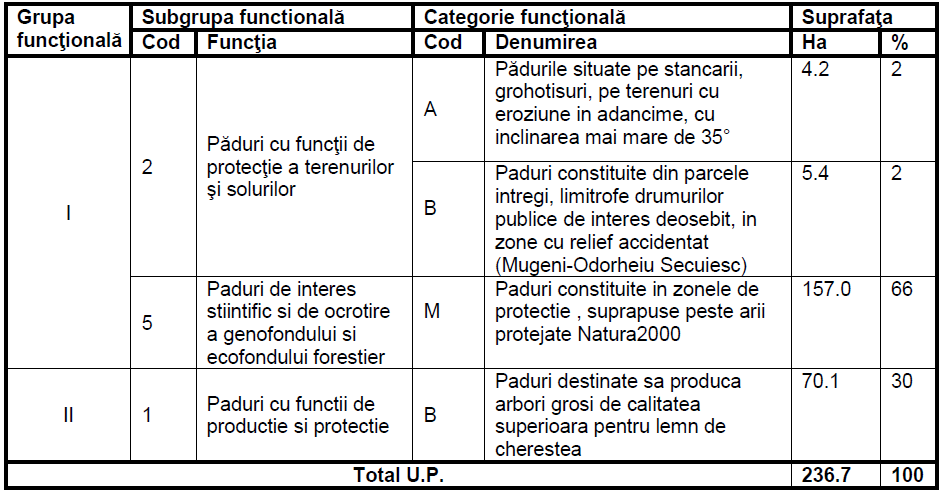 Grupa funcţională
Subgrupa functională
Categorie funcţională
Suprafaţa
Cod
Funcţia
Cod
Denumirea
Ha
%
I
2
Păduri cu funcţii de
protecţie a terenurilor
şi solurilor
A
Pădurile situate pe stancarii,
grohotisuri, pe terenuri cu
eroziune in adancime, cu
inclinarea mai mare de 35°
4.2
2
B
Paduri constituite din parcele
intregi, limitrofe drumurilor
publice de interes deosebit, in
zone cu relief accidentat
(Mugeni-Odorheiu Secuiesc)
5.4
2
5
Paduri de interes
stiintific si de ocrotire
a genofondului si
ecofondului forestier
M
Paduri constituite in zonele de
protectie , suprapuse peste arii
protejate Natura2000
157.0
66
II
1
Paduri cu functii de
productie si protectie
B
Paduri destinate sa produca
arbori grosi de calitatea
superioara pentru lemn de
cherestea
70.1
30
Total U.P.
236.7
100